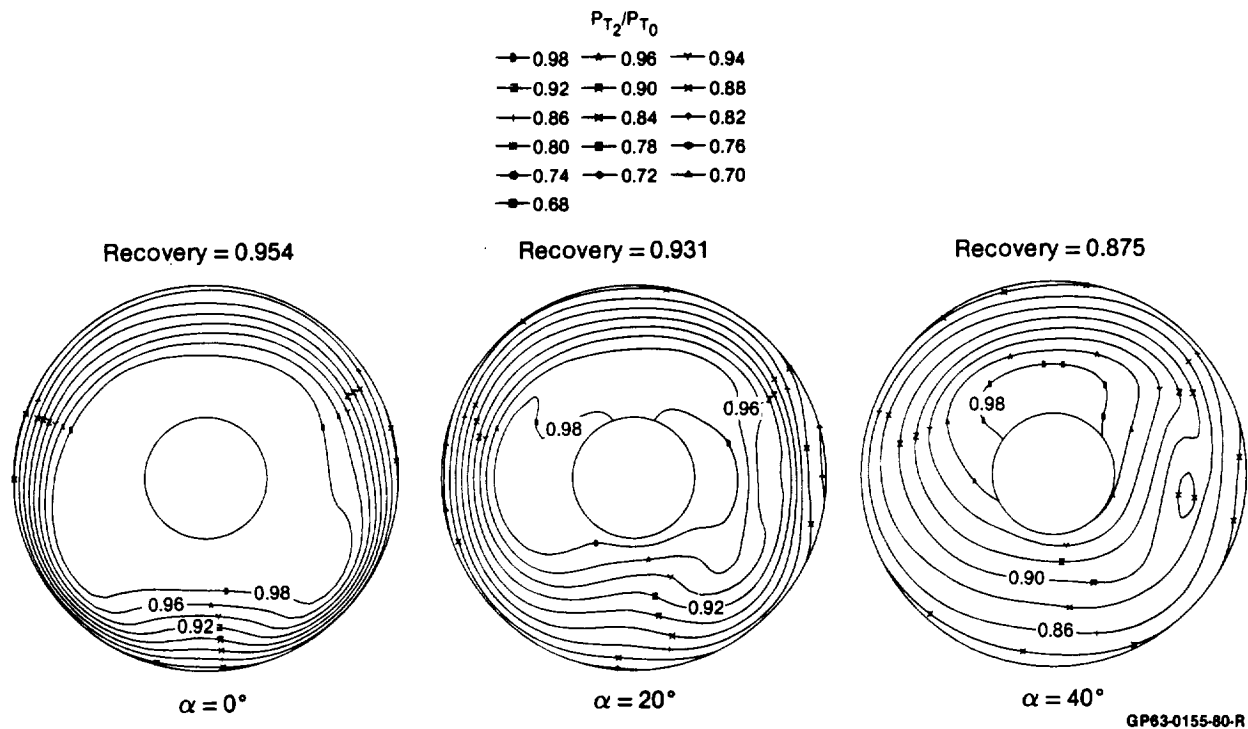 PT2/PT0
0.98 0.96 0.94
0.92 0.90 0.88
0.86 0.84 0.82
0.80 0.78 0.76
0.74 0.72 0.70
0.68
Recovery = 0.954
Recovery = 0.931
Recovery = 0.875
0.98
0.96
0.92
0.96
0.98
0.92
0.98
0.90
0.86
α = 0°
α = 20°
α = 40°
GP63-0155-80-R